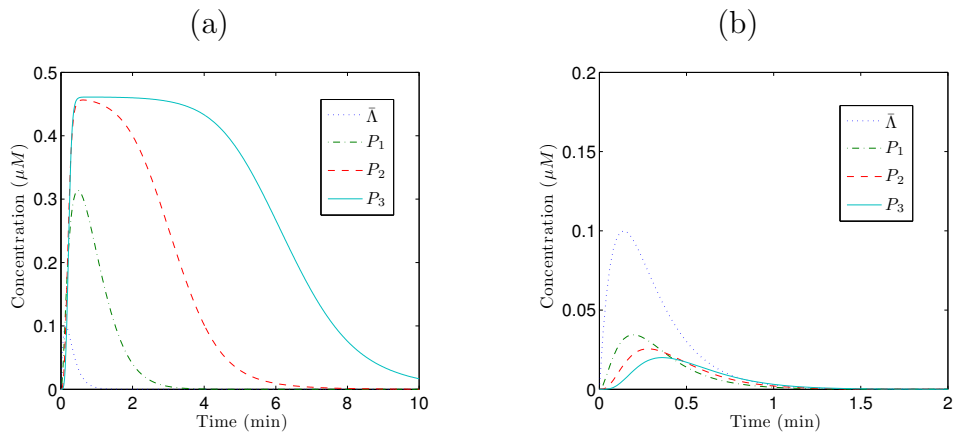 (a)
Concentration (μM)
0.5
0.4
0.3
0.2
0.1
0
0 2 4 6 8 10
Time (min)
Λ̄
P₁
P₂
P₃
(b)
Concentration (μM)
0.2
0.15
0.1
0.05
0
0 0.5 1 1.5 2
Time (min)
Λ̄
P₁
P₂
P₃